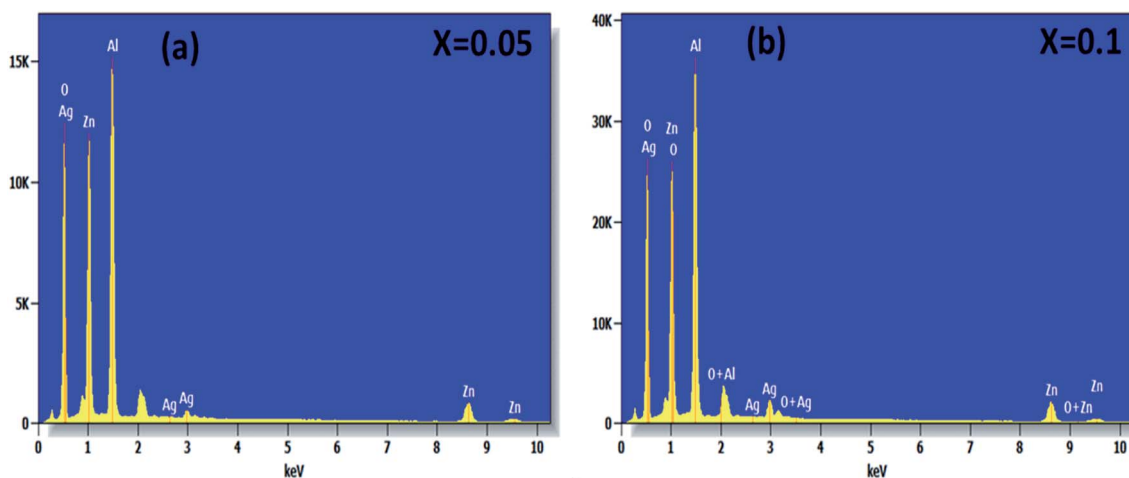 (a)
X=0.05
15K
10K
5K
0
O
Ag
Zn
Al
Ag
Ag
Zn
Zn
0 1 2 3 4 5 6 7 8 9 10
keV
(b)
X=0.1
40K
30K
20K
10K
0
O
Ag
Zn
O
Al
O+Al
Ag
Ag
O+Ag
Zn
O+Zn
Zn
0 1 2 3 4 5 6 7 8 9 10
keV